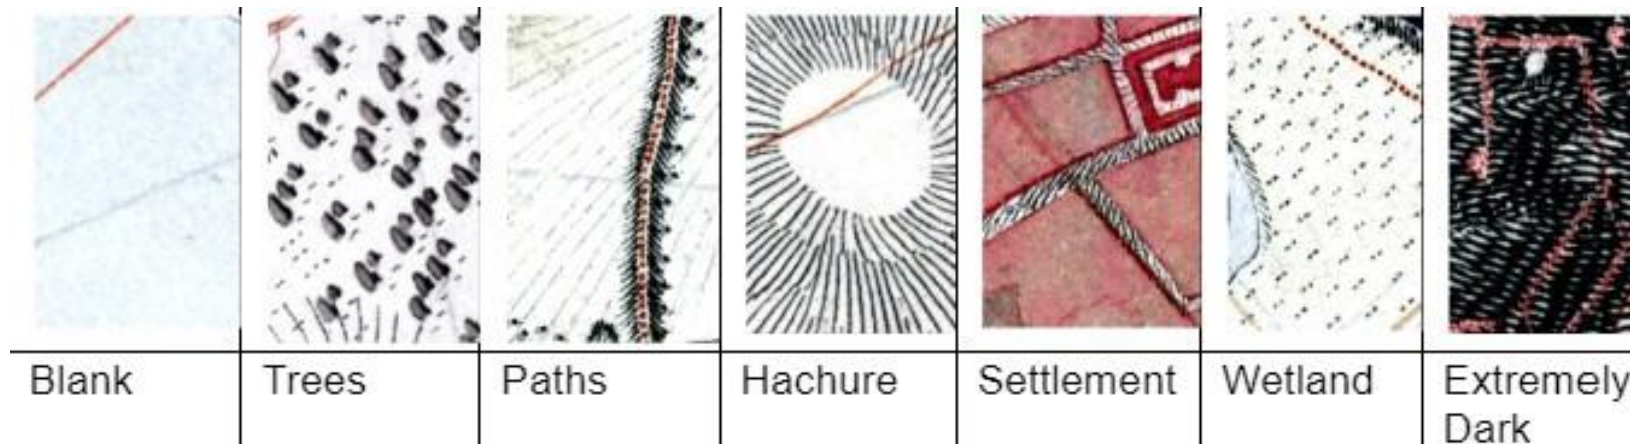 Blank
Trees
Paths
Hachure
Settlement
Wetland
Extremely
Dark